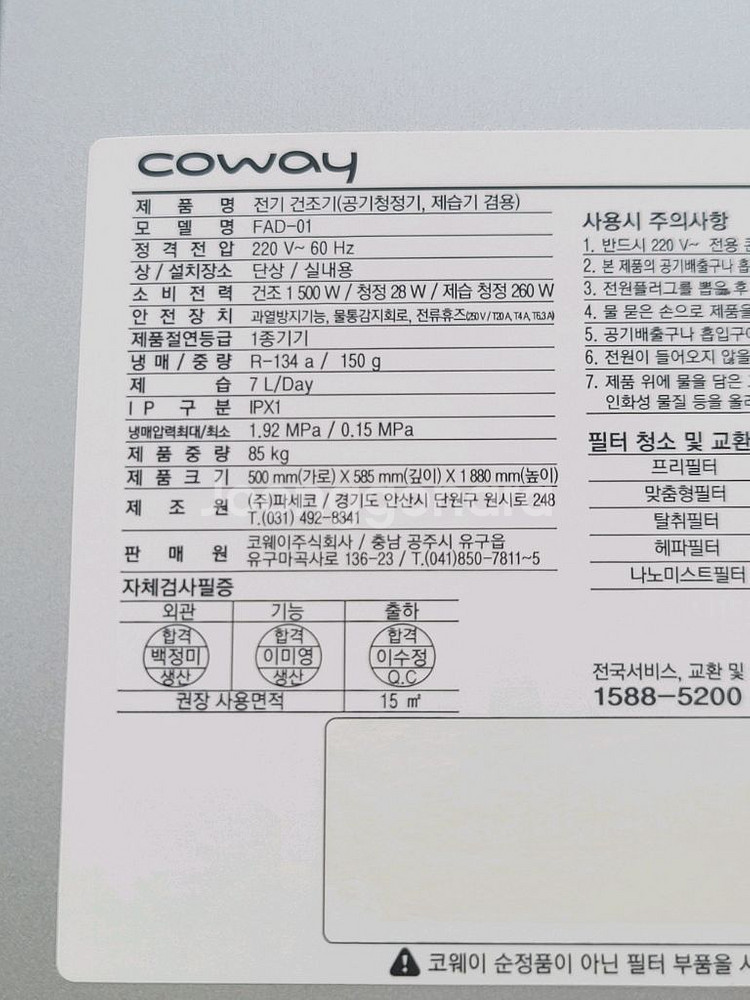 coway
제품명 전기 건조기(공기청정기, 제습기 겸용)
모델명 FAD-01
정격전압 220 V~ 60 Hz
상/설치장소 단상 / 실내용
소비전력 건조 1 500 W / 청정 28 W / 제습 청정 260 W
안전장치 과열방지기능, 물통감지회로, 전류휴즈(250 V / T20 A, T4 A, T6.3 A)
제품절연등급 1종기기
냉매/중량 R-134 a / 150 g
제습 7 L/Day
IP구분 IPX1
냉매압력최대/최소 1.92 MPa / 0.15 MPa
제품중량 85 kg
제품크기 500 mm(가로) X 585 mm(깊이) X 1 880 mm(높이)
제조원 (주)파세코 / 경기도 안산시 단원구 원시로 248
T.(031) 492-8341
판매원 코웨이주식회사 / 충남 공주시 유구읍
유구마곡사로 136-23 / T.(041)850-7811~5
자체검사필증
외관 기능 출하
합격 합격 합격
백정미 이미영 이수정
생산 생산 Q.C
권장 사용면적 15 ㎡
사용시 주의사항
1. 반드시 220 V~ 전용
2. 본 제품의 공기배출구나
3. 전원플러그를 뽑을 후
4. 물 묻은 손으로 제품을
5. 공기배출구나 흡입구에
6. 전원이 들어오지 않을
7. 제품 위에 물을 담은
인화성 물질 등을
필터 청소 및 교환
프리필터
맞춤형필터
탈취필터
헤파필터
나노미스트필터
전국서비스, 교환 및
1588-5200
코웨이 순정품이 아닌 필터 부품을